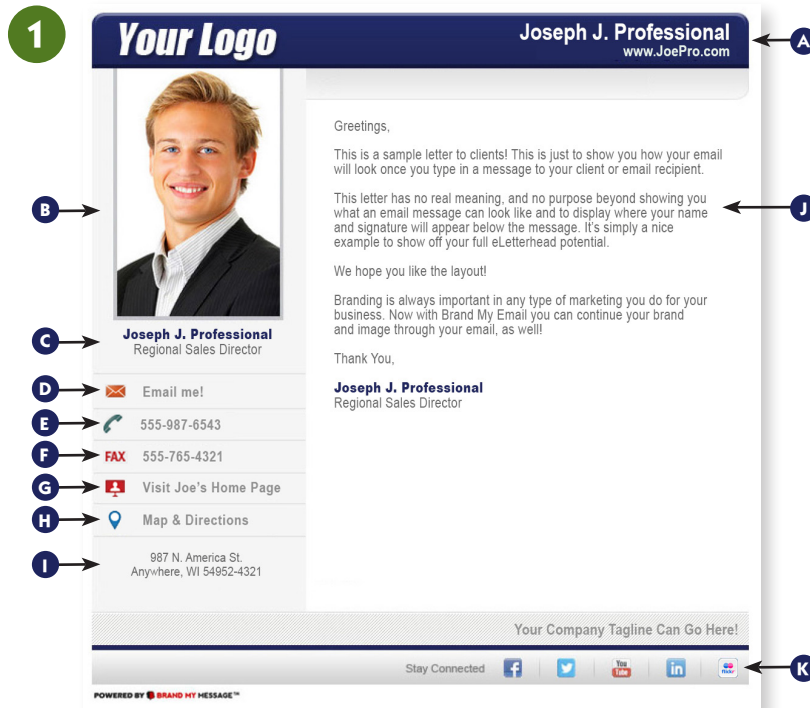 1
Your Logo
Joseph J. Professional
www.JoePro.com
A
B
C
Joseph J. Professional
Regional Sales Director
D
Email me!
E
555-987-6543
F
FAX 555-765-4321
G
Visit Joe's Home Page
H
Map & Directions
I
987 N. America St.
Anywhere, WI 54952-4321
Greetings,
This is a sample letter to clients! This is just to show you how your email
will look once you type in a message to your client or email recipient.
This letter has no real meaning, and no purpose beyond showing you
what an email message can look like and to display where your name
and signature will appear below the message. It's simply a nice
example to show off your full eLetterhead potential.
J
We hope you like the layout!
Branding is always important in any type of marketing you do for your
business. Now with Brand My Email you can continue your brand
and image through your email, as well!
Thank You,
Joseph J. Professional
Regional Sales Director
Your Company Tagline Can Go Here!
Stay Connected
f
You
Tube
in
flickr
K
POWERED BY BRAND MY MESSAGE™